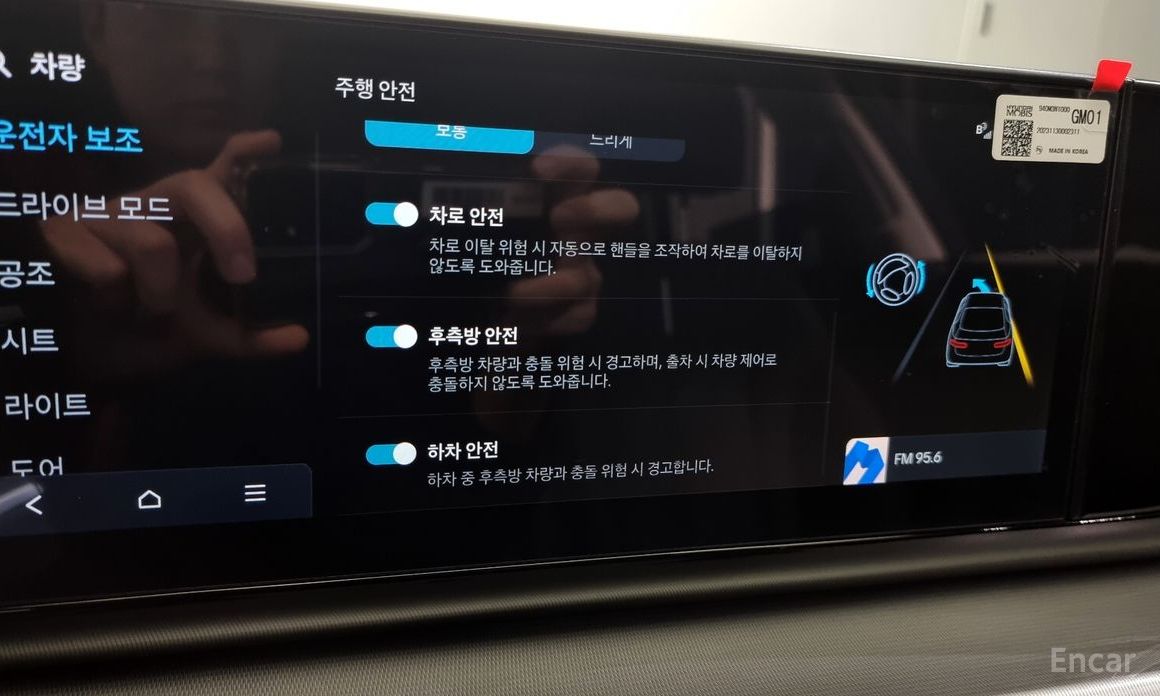 차량
운전자 보조
드라이브 모드
공조
시트
라이트
도어
주행 안전
차로 안전
차로 이탈 위험 시 자동으로 핸들을 조작하여 차로를 이탈하지
않도록 도와줍니다.
후측방 안전
후측방 차량과 충돌 위험 시 경고하며, 출차 시 차량 제어로
충돌하지 않도록 도와줍니다.
하차 안전
하차 중 후측방 차량과 충돌 위험 시 경고합니다.
FM 95.6
HYUNDAI
MOBIS
GM01
MADE IN KOREA
Encar